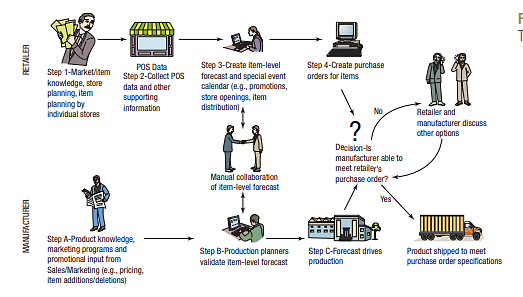 F
T
RETAILER
Step 1-Market/item
knowledge, store
planning, item
planning by
individual stores
POS Data
Step 2-Collect POS
data and other
supporting
information
Step 3-Create item-level
forecast and special event
calendar (e.g., promotions,
store openings, item
distribution)
Step 4-Create purchase
orders for items
No
Retailer and
manufacturer discuss
other options
?
Decision-Is
manufacturer able to
meet retailer's
purchase order?
Yes
Manual collaboration
of item-level forecast
MANUFACTURER
Step A-Product knowledge,
marketing programs and
promotional input from
Sales/Marketing (e.g., pricing,
item additions/deletions)
Step B-Production planners
validate item-level forecast
Step C-Forecast drives
production
Product shipped to meet
purchase order specifications